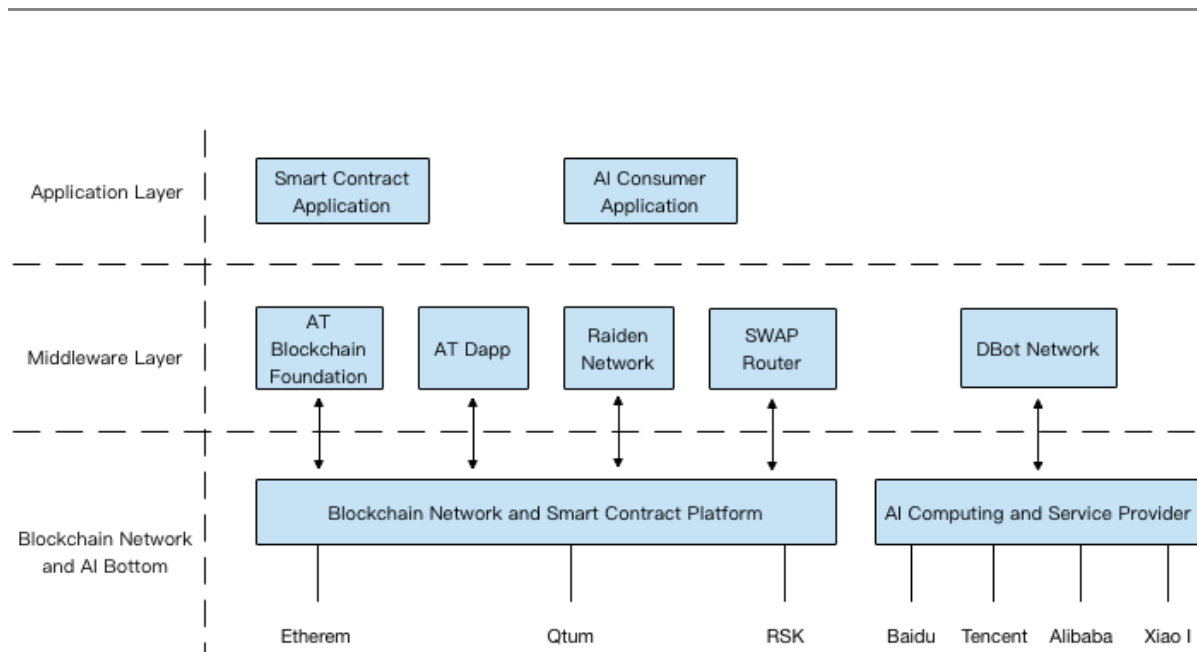 Application Layer
Smart Contract
Application
AI Consumer
Application
Middleware Layer
AT
Blockchain
Foundation
AT Dapp
Raiden
Network
SWAP
Router
DBot Network
Blockchain Network
and AI Bottom
Blockchain Network and Smart Contract Platform
AI Computing and Service Provider
Etherem
Qtum
RSK
Baidu
Tencent
Alibaba
Xiao I